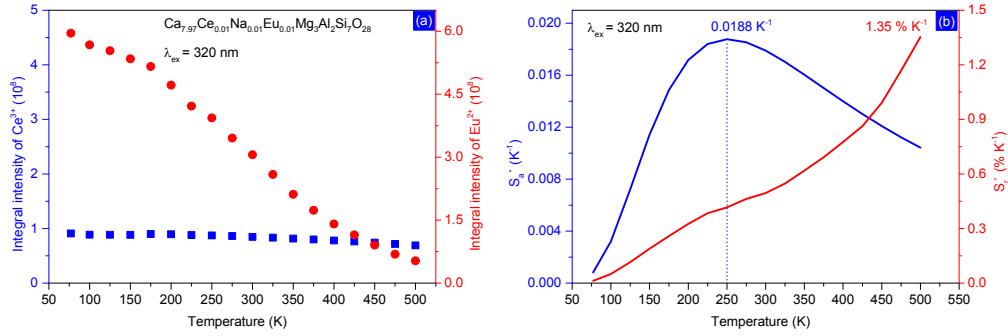 Ca7.97Ce0.01Na0.01Eu0.01Mg3Al2Si7O28
(a)
λex = 320 nm
Integral intensity of Ce3+ (10^8)
5
4
3
2
1
0
6.0
4.5
3.0
1.5
0.0
Integral intensity of Eu2+ (10^8)
50 100 150 200 250 300 350 400 450 500
Temperature (K)
λex = 320 nm
0.0188 K-1
1.35 % K-1
(b)
Sa` (K-1)
0.020
0.016
0.012
0.008
0.004
0.000
1.5
1.2
0.9
0.6
0.3
0.0
Sr` (% K-1)
50 100 150 200 250 300 350 400 450 500 550
Temperature (K)